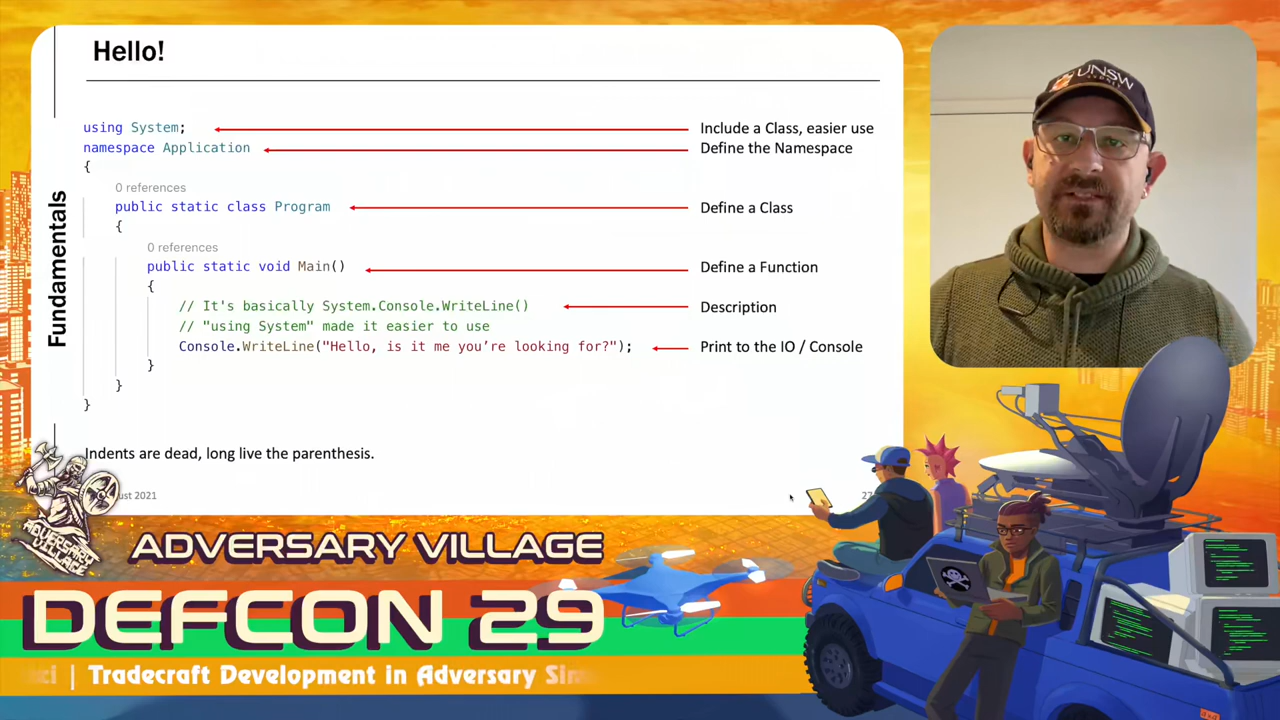 Hello!
using System;
Include a Class, easier use
namespace Application
Define the Namespace
{
0 references
public static class Program
Define a Class
{
0 references
public static void Main()
Define a Function
{
// It's basically System.Console.WriteLine()
Description
// "using System" made it easier to use
Console.WriteLine("Hello, is it me you’re looking for?");
Print to the IO / Console
}
}
}
Fundamentals
Indents are dead, long live the parenthesis.
ust 2021
UNSW
SYDNEY
ADVERSARY VILLAGE
ADVERSARY VILLAGE
DEFCON 29
ci | Tradecraft Development in Adversary Sim